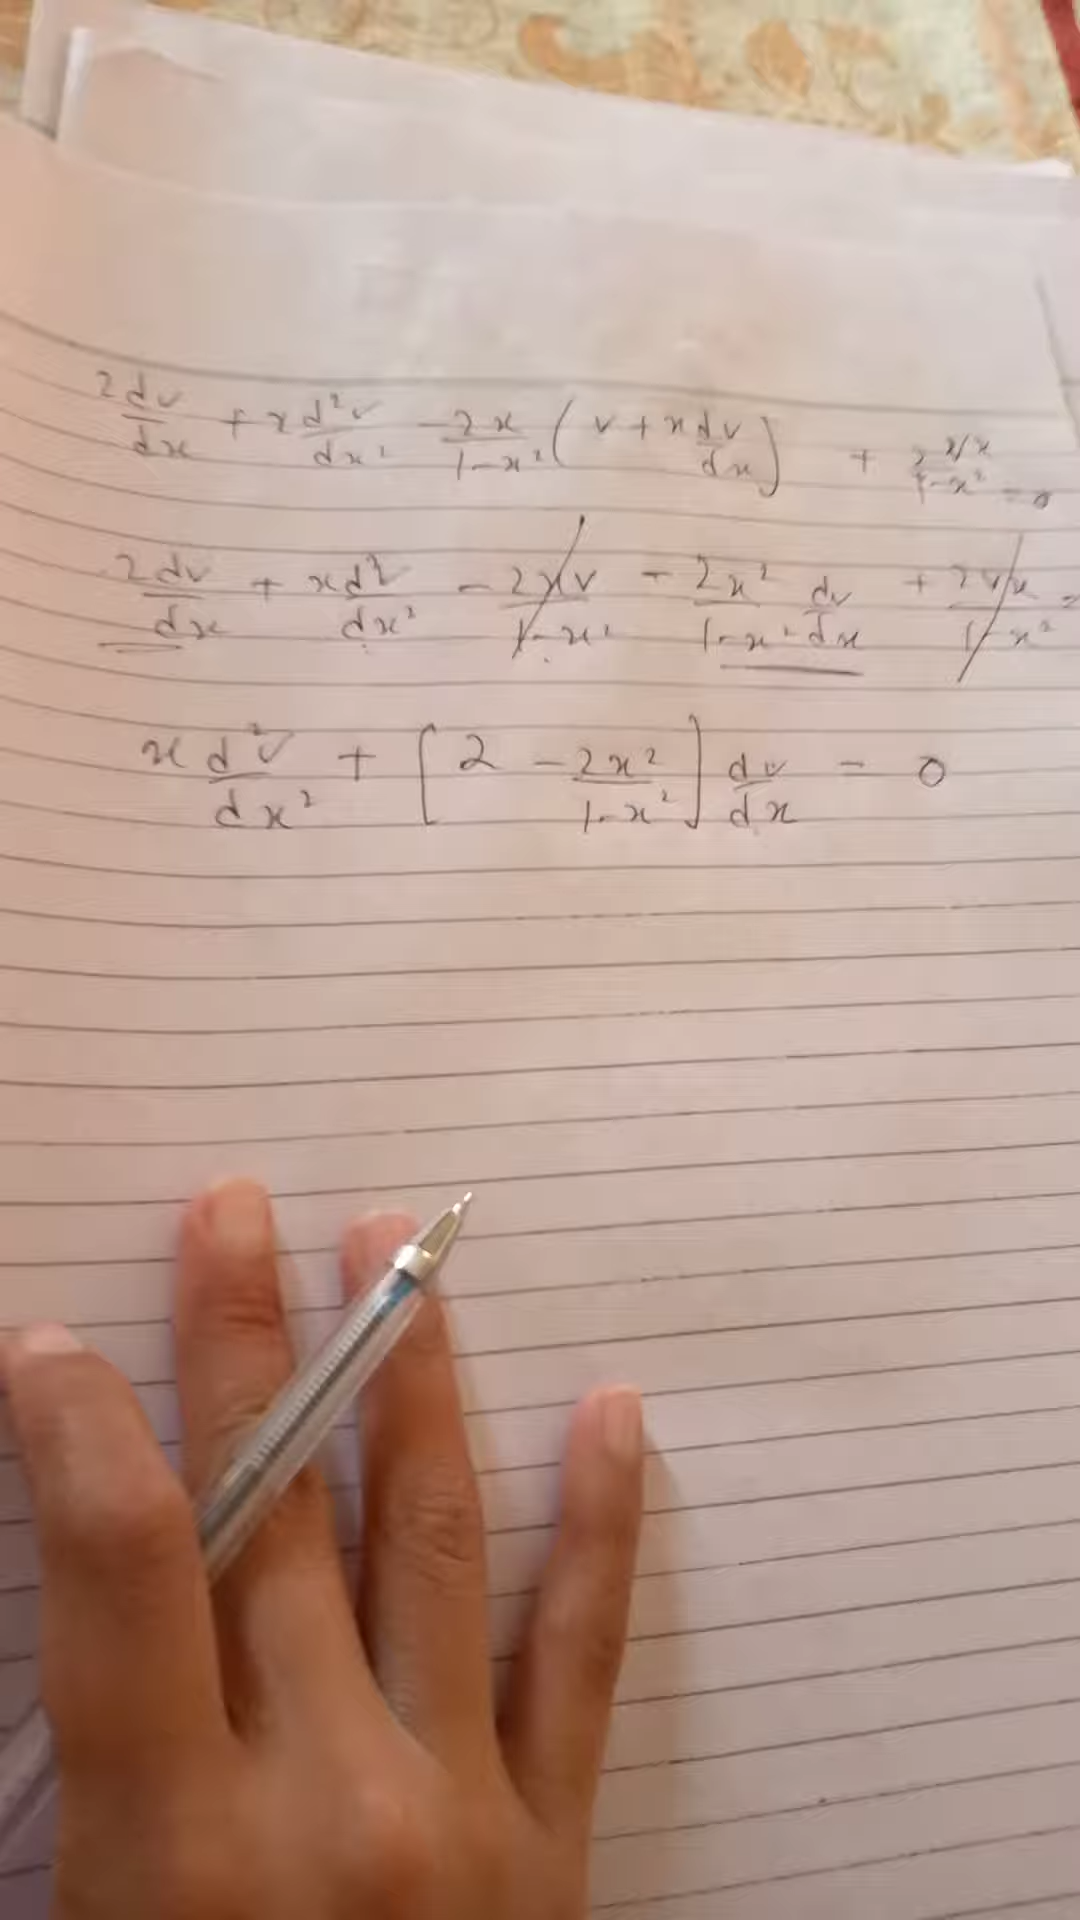 2 dv/dx + x d²v/dx² - 2x/1-x² ( v + x dv/dx ] + 2vx/1-x² = 0
2 dv/dx + x d²v/dx² - 2xv/1-x² - 2x²/1-x² dv/dx + 2vx/1-x² =
x d²v/dx² + [ 2 - 2x²/1-x² ] dv/dx = 0